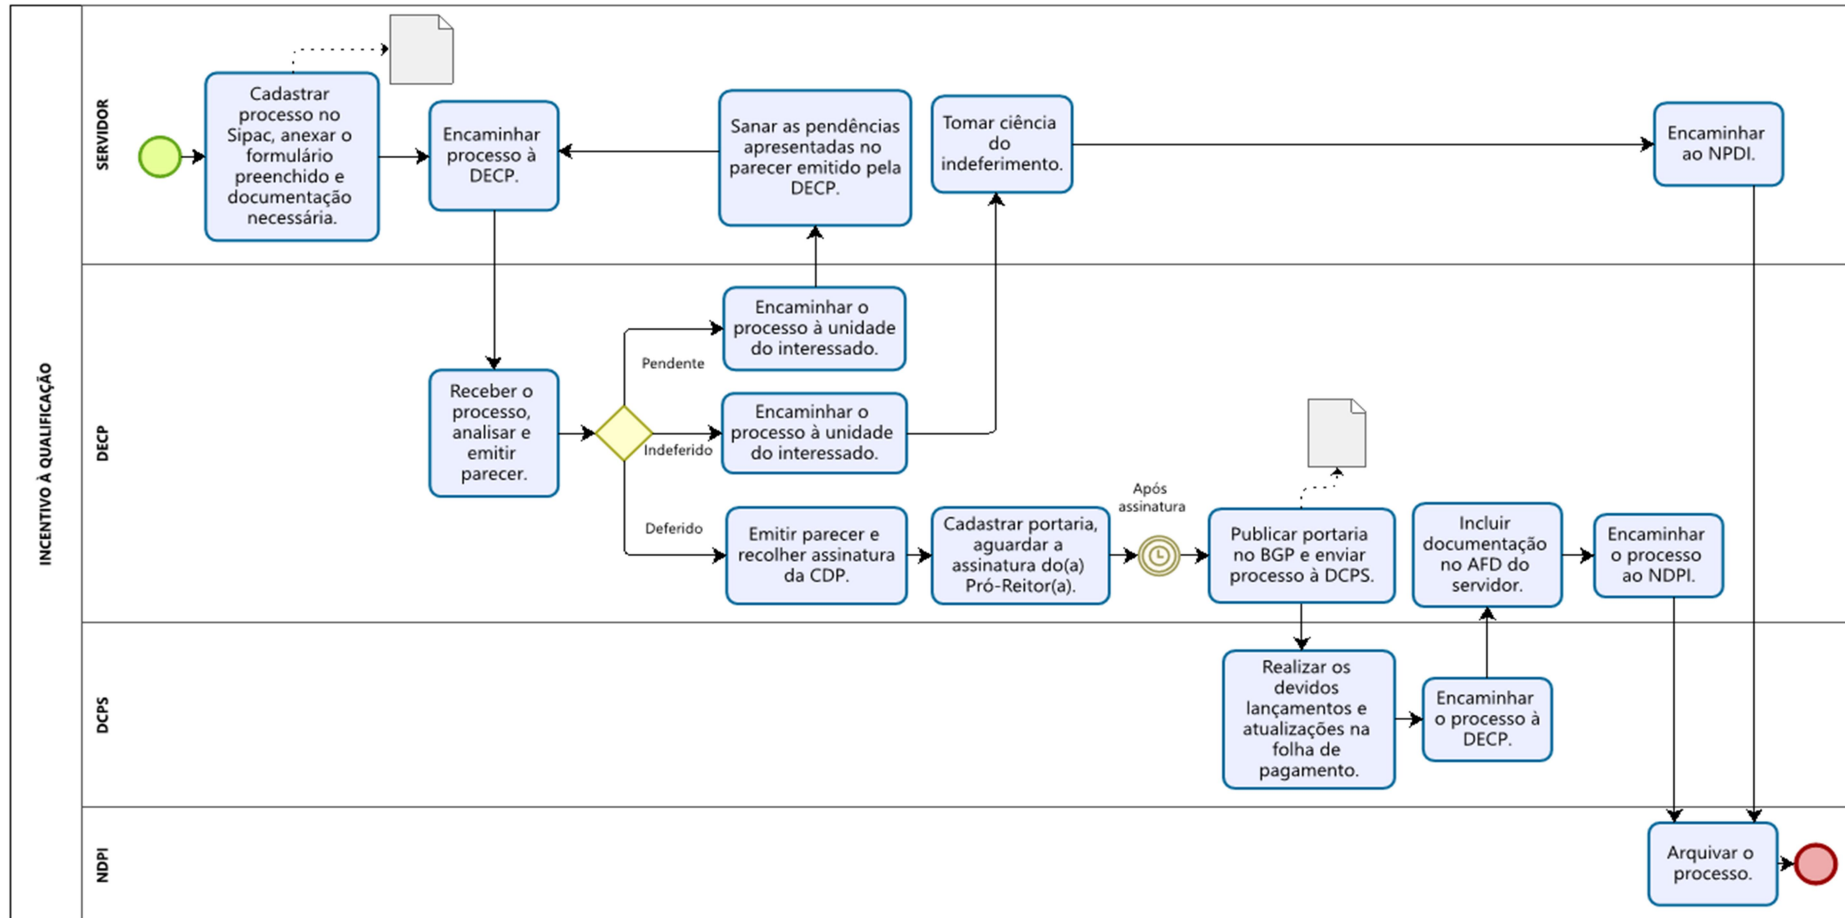 INCENTIVO À QUALIFICAÇÃO
SERVIDOR
Cadastrar
processo no
Sipac, anexar o
formulário
preenchido e
documentação
necessária.
Encaminhar
processo à
DECP.
Sanar as pendências
apresentadas no
parecer emitido pela
DECP.
Tomar ciência
do
indeferimento.
Encaminhar
ao NPDI.
DECP
Receber o
processo,
analisar e
emitir
parecer.
Pendente
Encaminhar o
processo à unidade
do interessado.
Indeferido
Encaminhar o
processo à unidade
do interessado.
Deferido
Emitir parecer e
recolher assinatura
da CDP.
Cadastrar portaria,
aguardar a
assinatura do(a)
Pró-Reitor(a).
Após
assinatura
Publicar portaria
no BGP e enviar
processo à DCPS.
Incluir
documentação
no AFD do
servidor.
Encaminhar
o processo
ao NDPI.
DCPS
Realizar os
devidos
lançamentos e
atualizações na
folha de
pagamento.
Encaminhar
o processo à
DECP.
NDPI
Arquivar o
processo.